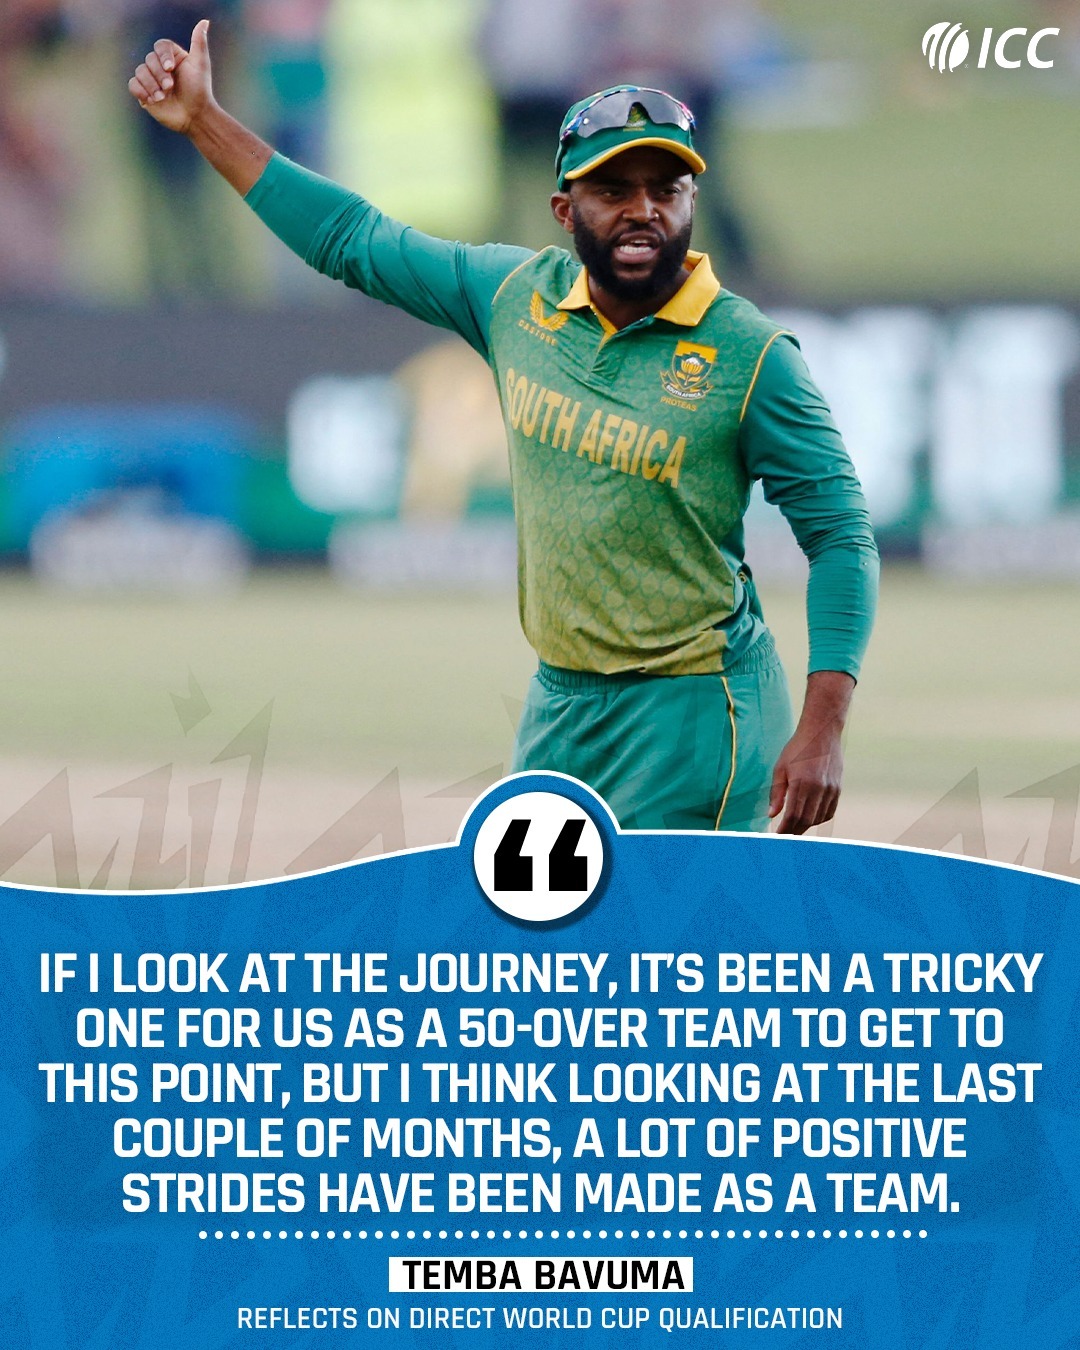 ICC
CASTORE
SOUTH AFRICA
SOUTH AFRICA
PROTEAS
IF I LOOK AT THE JOURNEY, IT'S BEEN A TRICKY
ONE FOR US AS A 50-OVER TEAM TO GET TO
THIS POINT, BUT I THINK LOOKING AT THE LAST
COUPLE OF MONTHS, A LOT OF POSITIVE
STRIDES HAVE BEEN MADE AS A TEAM.
TEMBA BAVUMA
REFLECTS ON DIRECT WORLD CUP QUALIFICATION